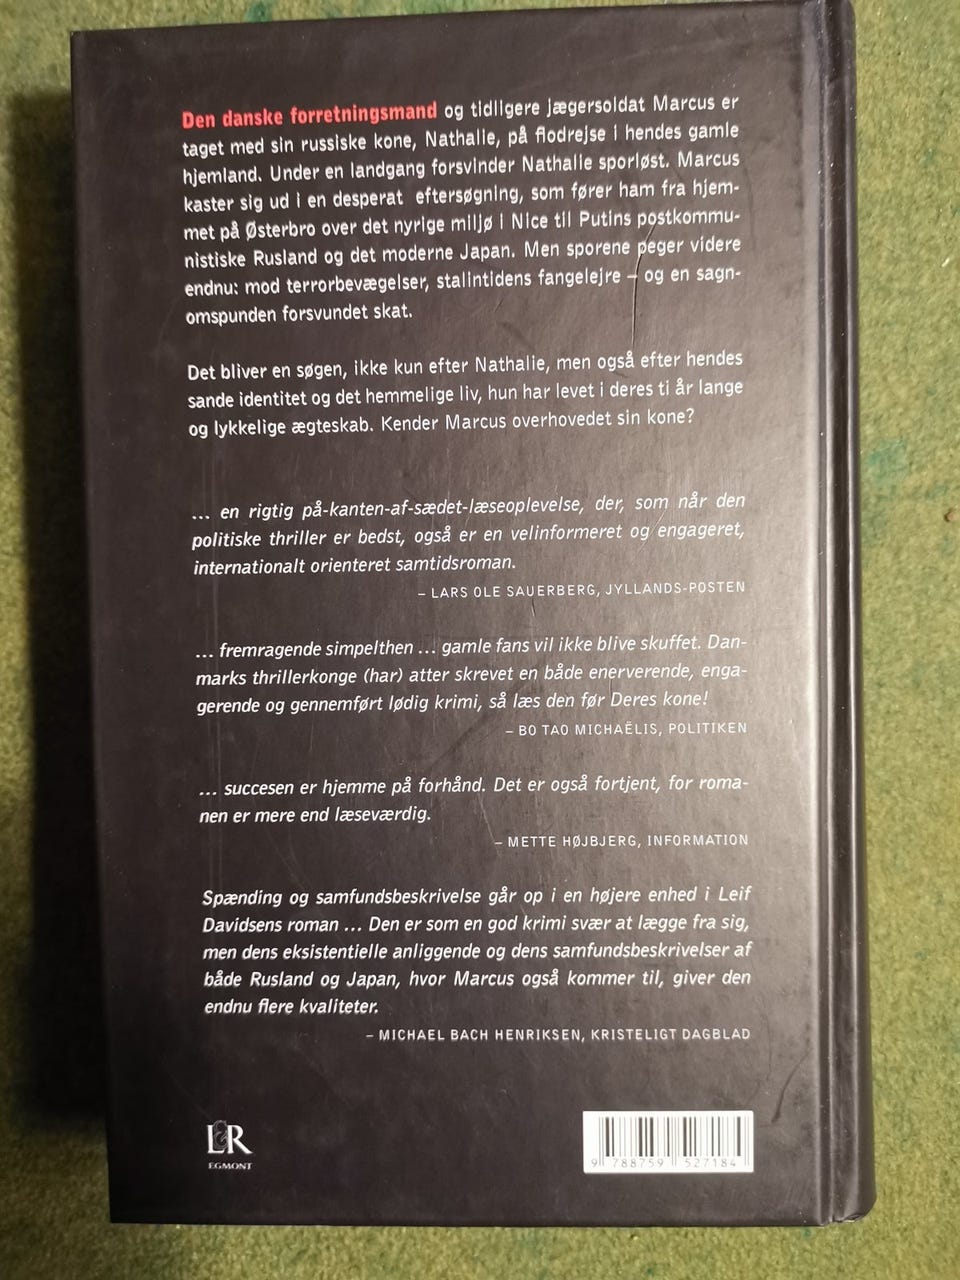 Den danske forretningsmand og tidligere jægersoldat Marcus er
taget med sin russiske kone, Nathalie, på flodrejse i hendes gamle
hjemland. Under en landgang forsvinder Nathalie sporløst. Marcus
kaster sig ud i en desperat eftersøgning, som fører ham fra hjem-
met på Østerbro over det nyrige miljø i Nice til Putins postkommu-
nistiske Rusland og det moderne Japan. Men sporene peger videre
endnu: mod terrorbevægelser, stalintidens fangelejre – og en sagn-
omspunden forsvundet skat.
Det bliver en søgen, ikke kun efter Nathalie, men også efter hendes
sande identitet og det hemmelige liv, hun har levet i deres ti år lange
og lykkelige ægteskab. Kender Marcus overhovedet sin kone?
... en rigtig på-kanten-af-sædet-læseoplevelse, der, som når den
politiske thriller er bedst, også er en velinformeret og engageret,
internationalt orienteret samtidsroman.
– LARS OLE SAUERBERG, JYLLANDS-POSTEN
... fremragende simpelthen ... gamle fans vil ikke blive skuffet. Dan-
marks thrillerkonge (har) atter skrevet en både enerverende, enga-
gerende og gennemført lødig krimi, så læs den før Deres kone!
– BO TAO MICHAËLIS, POLITIKEN
... succesen er hjemme på forhånd. Det er også fortjent, for roma-
nen er mere end læseværdig.
– METTE HØJBJERG, INFORMATION
Spænding og samfundsbeskrivelse går op i en højere enhed i Leif
Davidsens roman ... Den er som en god krimi svær at lægge fra sig,
men dens eksistentielle anliggende og dens samfundsbeskrivelser af
både Rusland og Japan, hvor Marcus også kommer til, giver den
endnu flere kvaliteter.
– MICHAEL BACH HENRIKSEN, KRISTELIGT DAGBLAD
L&R
EGMONT
9 788759 527184